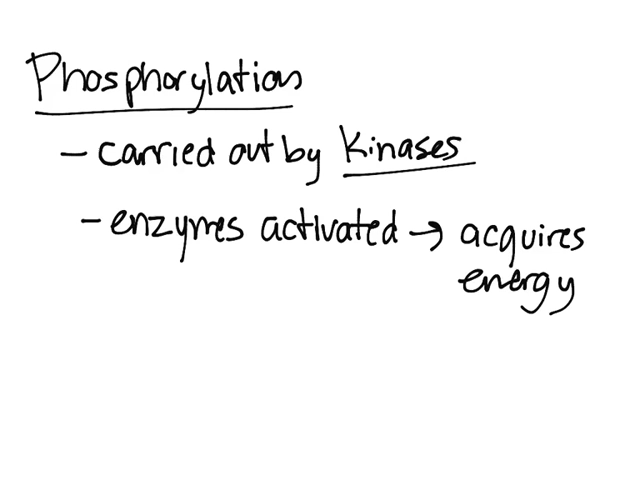 Phosphorylation
- carried out by Kinases
- enzymes activated → acquires
energy